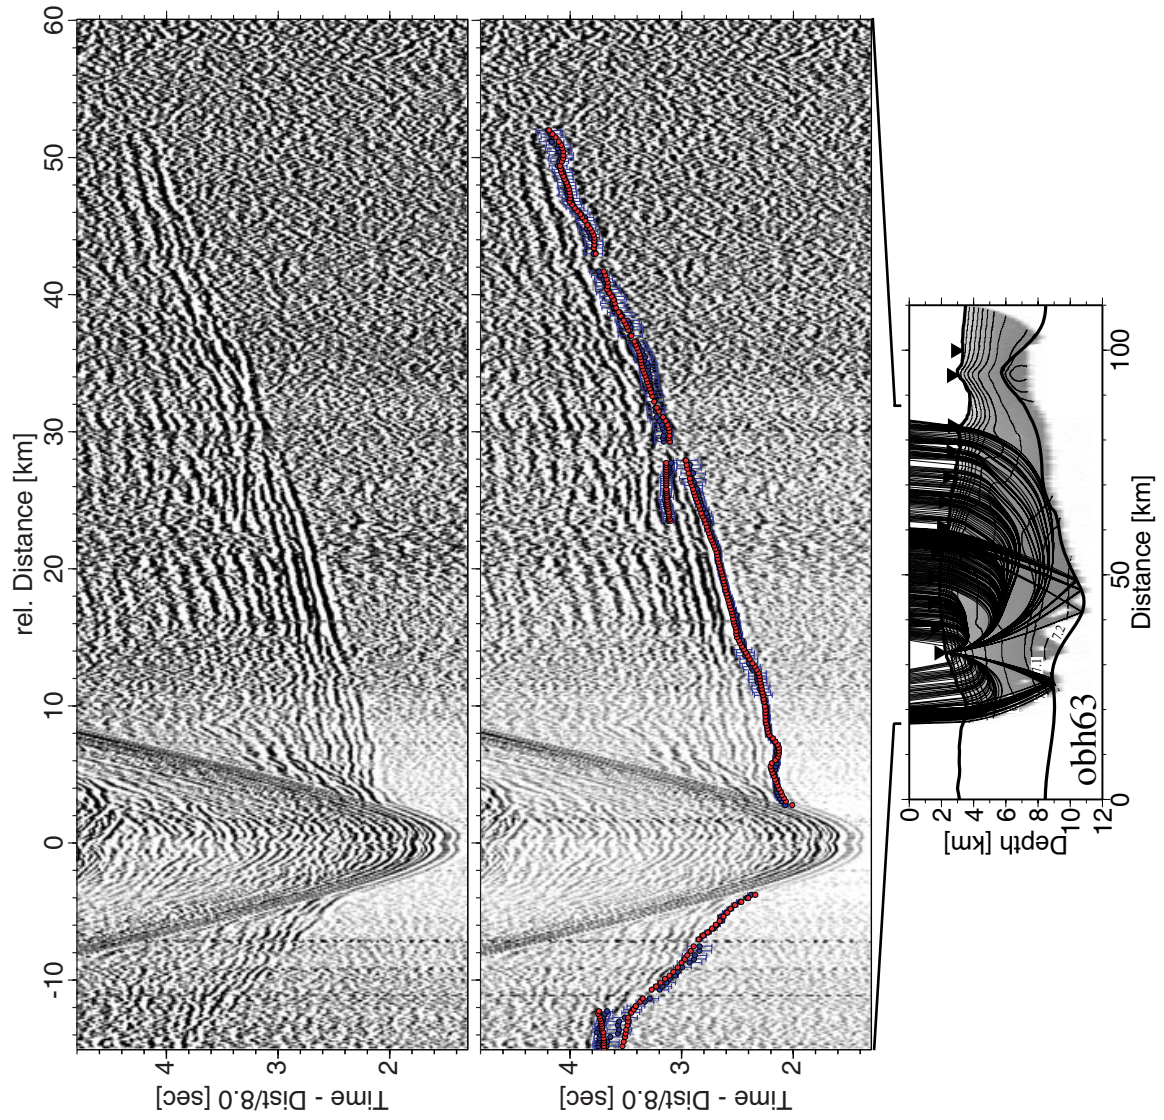 rel. Distance [km]
-10 0 10 20 30 40 50 60
4 3 2
Time - Dist/8.0 [sec]
4 3 2
Time - Dist/8.0 [sec]
0 2 4 6 8 10 12
Depth [km]
0 50 100
Distance [km]
obh63
7.2